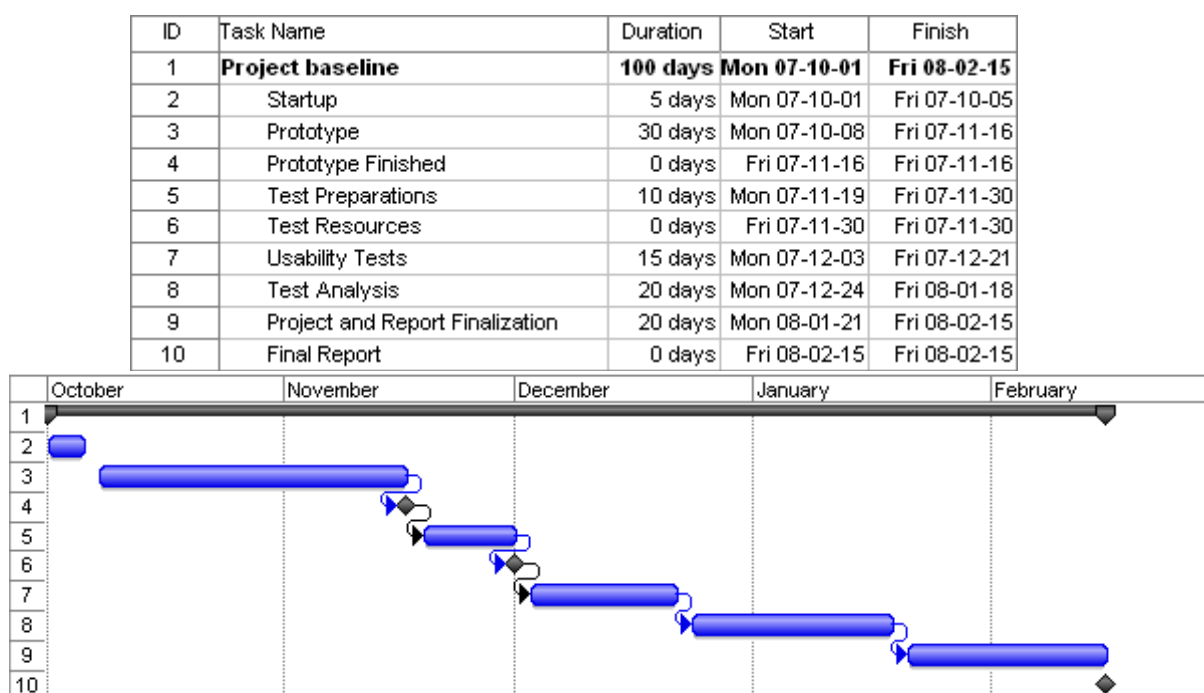 ID Task Name Duration Start Finish
1 Project baseline 100 days Mon 07-10-01 Fri 08-02-15
2 Startup 5 days Mon 07-10-01 Fri 07-10-05
3 Prototype 30 days Mon 07-10-08 Fri 07-11-16
4 Prototype Finished 0 days Fri 07-11-16 Fri 07-11-16
5 Test Preparations 10 days Mon 07-11-19 Fri 07-11-30
6 Test Resources 0 days Fri 07-11-30 Fri 07-11-30
7 Usability Tests 15 days Mon 07-12-03 Fri 07-12-21
8 Test Analysis 20 days Mon 07-12-24 Fri 08-01-18
9 Project and Report Finalization 20 days Mon 08-01-21 Fri 08-02-15
10 Final Report 0 days Fri 08-02-15 Fri 08-02-15
October November December January February
1
2
3
4
5
6
7
8
9
10